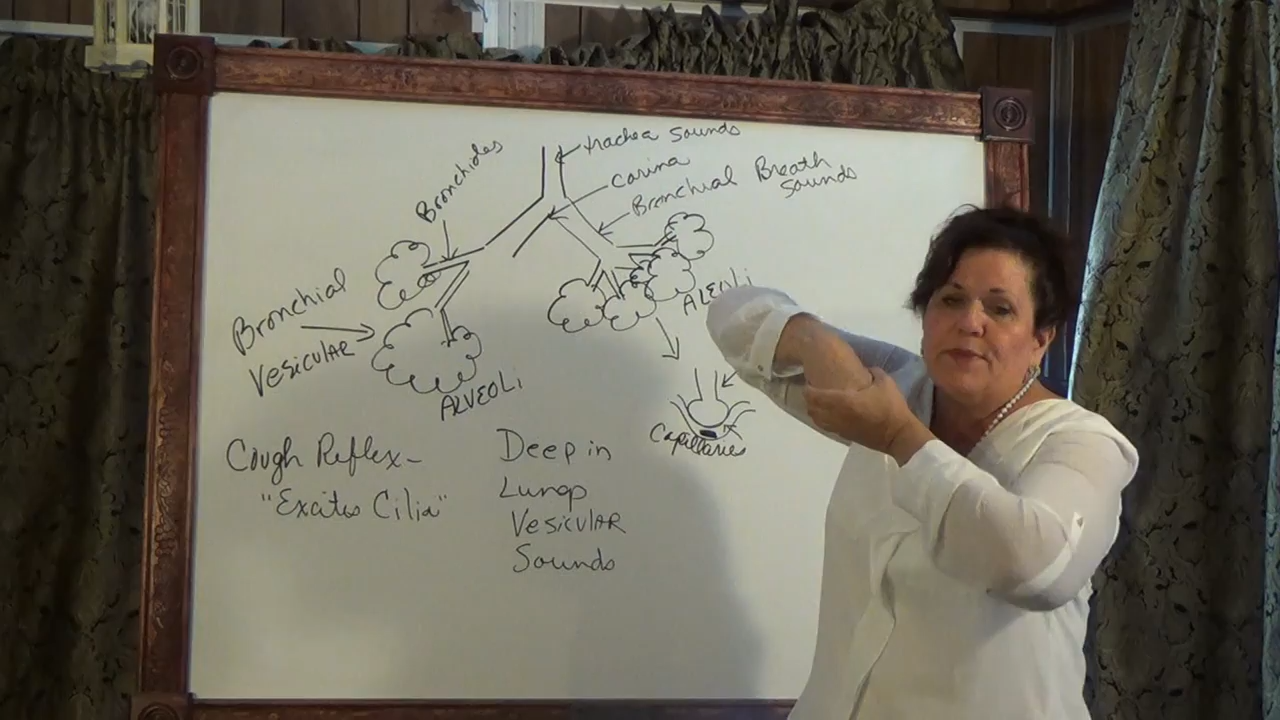 trachea sounds
carina
Bronchial Breath
Sounds
Bronchioles
Bronchial
Vesicular
ALVEOLi
ALEOLi
Capillaries
Cough Reflex-
"Excites Cilia"
Deep in
Lungs
Vesicular
Sounds